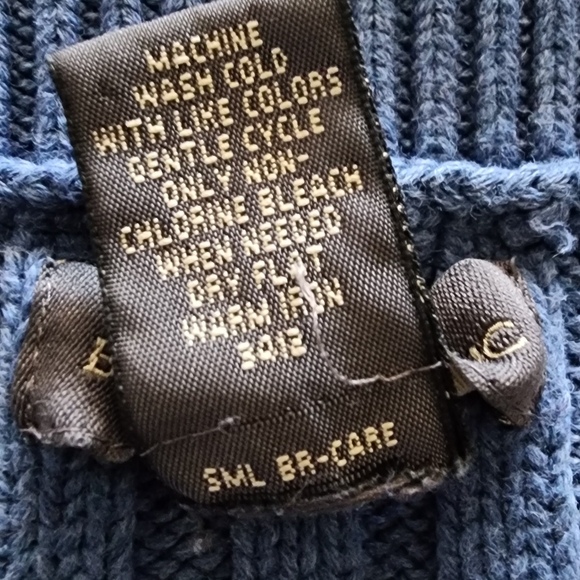 MACHINE
WASH COLD
WITH LIKE COLORS
GENTLE CYCLE
ONLY NON-
CHLORINE BLEACH
WHEN NEEDED
DRY FLAT
WARM IRON
SML BR-CARE